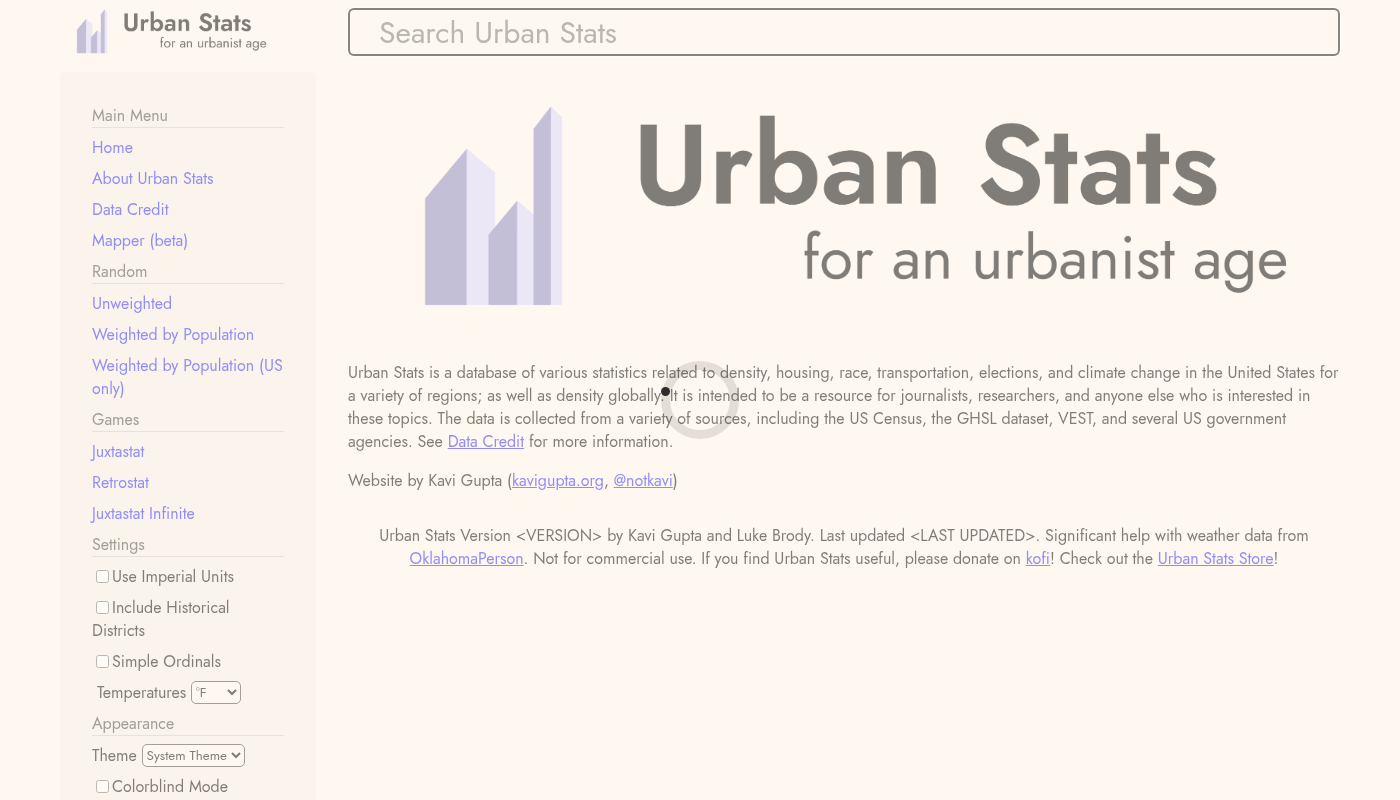 Urban Stats
for an urbanist age
Search Urban Stats
Main Menu
Home
About Urban Stats
Data Credit
Mapper (beta)
Random
Unweighted
Weighted by Population
Weighted by Population (US
only)
Games
Juxtastat
Retrostat
Juxtastat Infinite
Settings
Use Imperial Units
Include Historical
Districts
Simple Ordinals
Temperatures °F
Appearance
Theme System Theme
Colorblind Mode
Urban Stats
for an urbanist age
Urban Stats is a database of various statistics related to density, housing, race, transportation, elections, and climate change in the United States for
a variety of regions; as well as density globally. It is intended to be a resource for journalists, researchers, and anyone else who is interested in
these topics. The data is collected from a variety of sources, including the US Census, the GHSL dataset, VEST, and several US government
agencies. See Data Credit for more information.
Website by Kavi Gupta (kavigupta.org, @notkavi)
Urban Stats Version <VERSION> by Kavi Gupta and Luke Brody. Last updated <LAST UPDATED>. Significant help with weather data from
OklahomaPerson. Not for commercial use. If you find Urban Stats useful, please donate on kofi! Check out the Urban Stats Store!